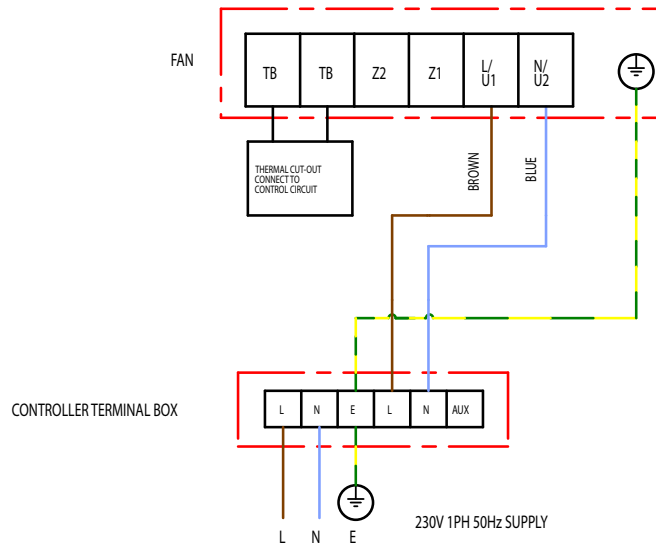 FAN
TB TB Z2 Z1 L/ U1 N/ U2
THERMAL CUT-OUT
CONNECT TO
CONTROL CIRCUIT
BROWN
BLUE
CONTROLLER TERMINAL BOX
L N E L N AUX
230V 1PH 50Hz SUPPLY
L N E